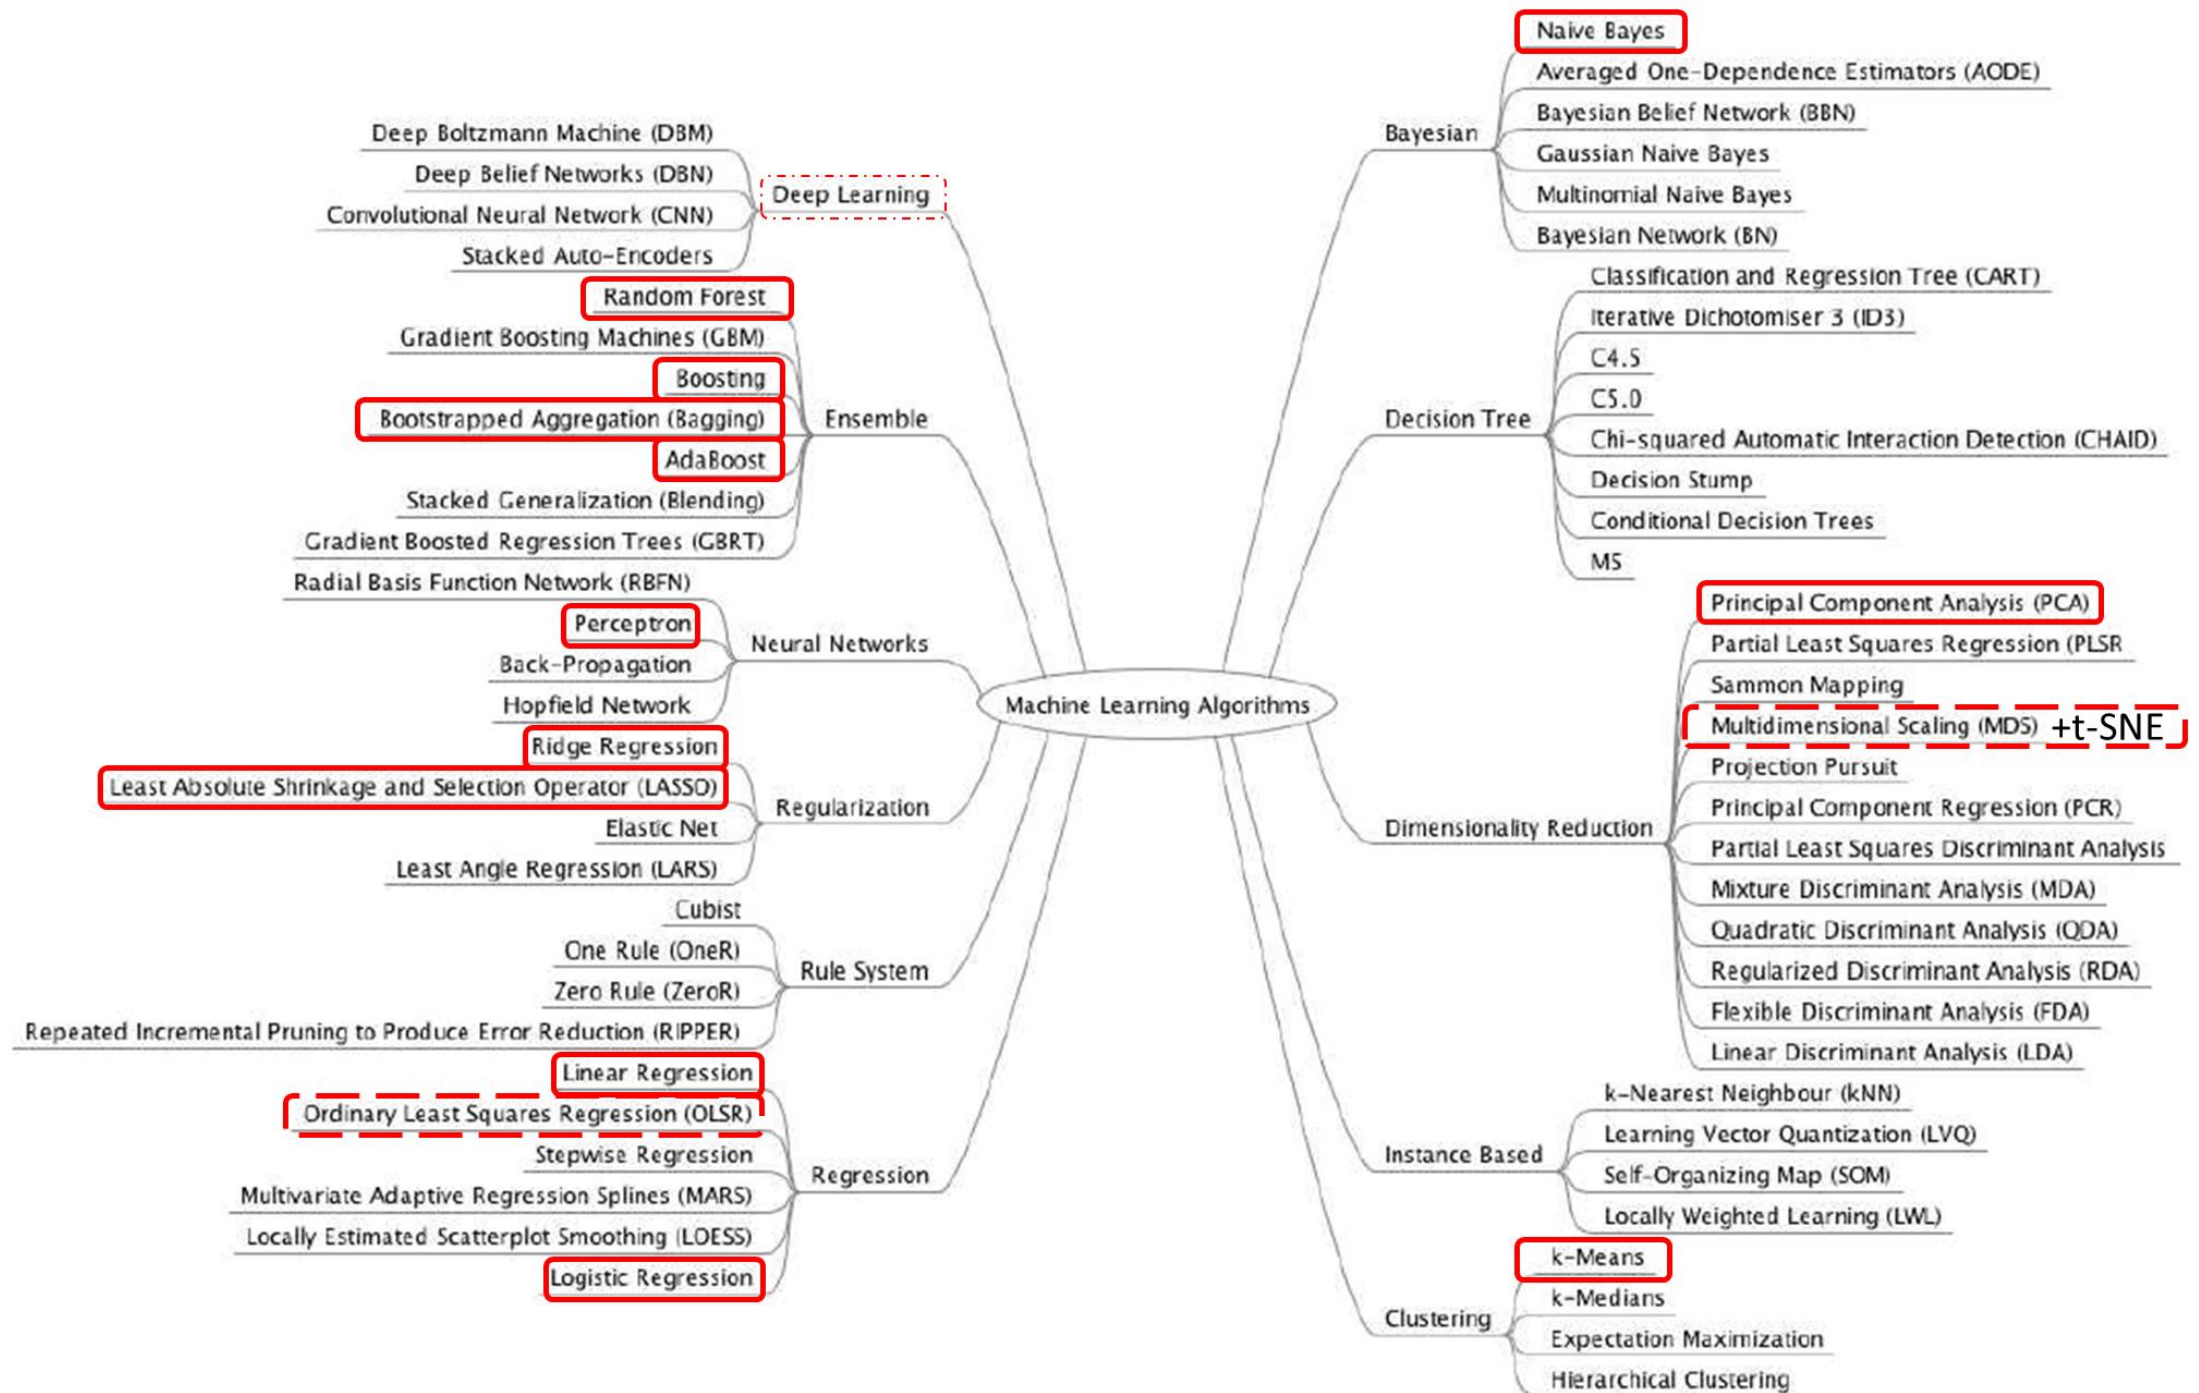 Deep Boltzmann Machine (DBM)
Deep Belief Networks (DBN)
Convolutional Neural Network (CNN)
Stacked Auto-Encoders
Deep Learning
Random Forest
Gradient Boosting Machines (GBM)
Boosting
Bootstrapped Aggregation (Bagging)
AdaBoost
Stacked Generalization (Blending)
Gradient Boosted Regression Trees (GBRT)
Ensemble
Radial Basis Function Network (RBFN)
Perceptron
Back-Propagation
Hopfield Network
Neural Networks
Ridge Regression
Least Absolute Shrinkage and Selection Operator (LASSO)
Elastic Net
Least Angle Regression (LARS)
Regularization
Cubist
One Rule (OneR)
Zero Rule (ZeroR)
Repeated Incremental Pruning to Produce Error Reduction (RIPPER)
Rule System
Linear Regression
Ordinary Least Squares Regression (OLSR)
Stepwise Regression
Multivariate Adaptive Regression Splines (MARS)
Locally Estimated Scatterplot Smoothing (LOESS)
Logistic Regression
Regression
Machine Learning Algorithms
Bayesian
Naive Bayes
Averaged One-Dependence Estimators (AODE)
Bayesian Belief Network (BBN)
Gaussian Naive Bayes
Multinomial Naive Bayes
Bayesian Network (BN)
Decision Tree
Classification and Regression Tree (CART)
Iterative Dichotomiser 3 (ID3)
C4.5
C5.0
Chi-squared Automatic Interaction Detection (CHAID)
Decision Stump
Conditional Decision Trees
M5
Dimensionality Reduction
Principal Component Analysis (PCA)
Partial Least Squares Regression (PLSR
Sammon Mapping
Multidimensional Scaling (MDS) +t-SNE
Projection Pursuit
Principal Component Regression (PCR)
Partial Least Squares Discriminant Analysis
Mixture Discriminant Analysis (MDA)
Quadratic Discriminant Analysis (QDA)
Regularized Discriminant Analysis (RDA)
Flexible Discriminant Analysis (FDA)
Linear Discriminant Analysis (LDA)
Instance Based
k-Nearest Neighbour (kNN)
Learning Vector Quantization (LVQ)
Self-Organizing Map (SOM)
Locally Weighted Learning (LWL)
Clustering
k-Means
k-Medians
Expectation Maximization
Hierarchical Clustering